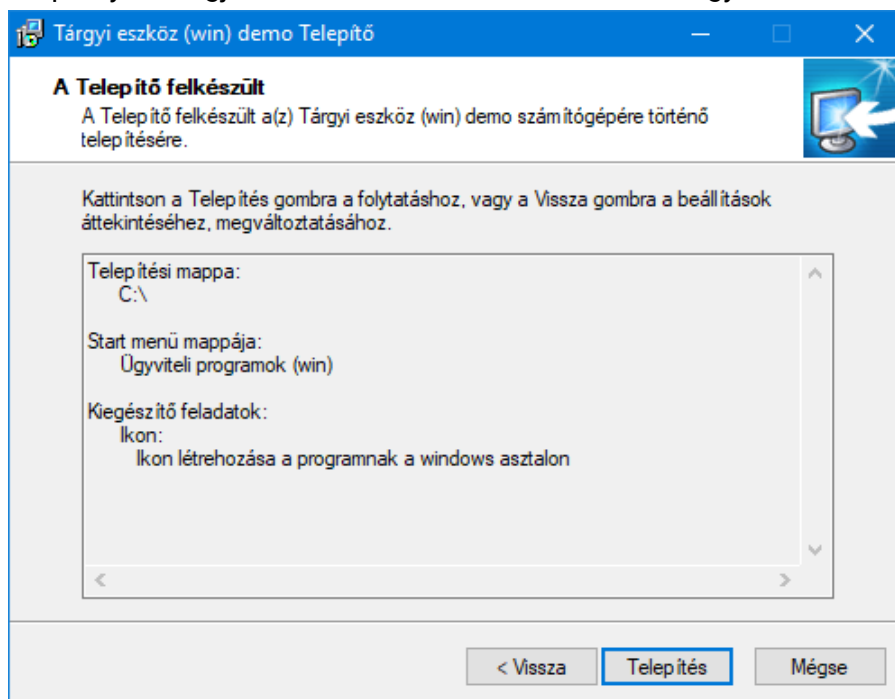 Tárgyi eszköz (win) demo Telepítő
A Telepítő felkészült
A Telepítő felkészült a(z) Tárgyi eszköz (win) demo számítógépére történő
telepítésére.
Kattintson a Telepítés gombra a folytatáshoz, vagy a Vissza gombra a beállítások
áttekintéséhez, megváltoztatásához.
Telepítési mappa:
C:\
Start menü mappája:
Ügyviteli programok (win)
Kiegészítő feladatok:
Ikon:
Ikon létrehozása a programnak a windows asztalon
< Vissza
Telepítés
Mégse